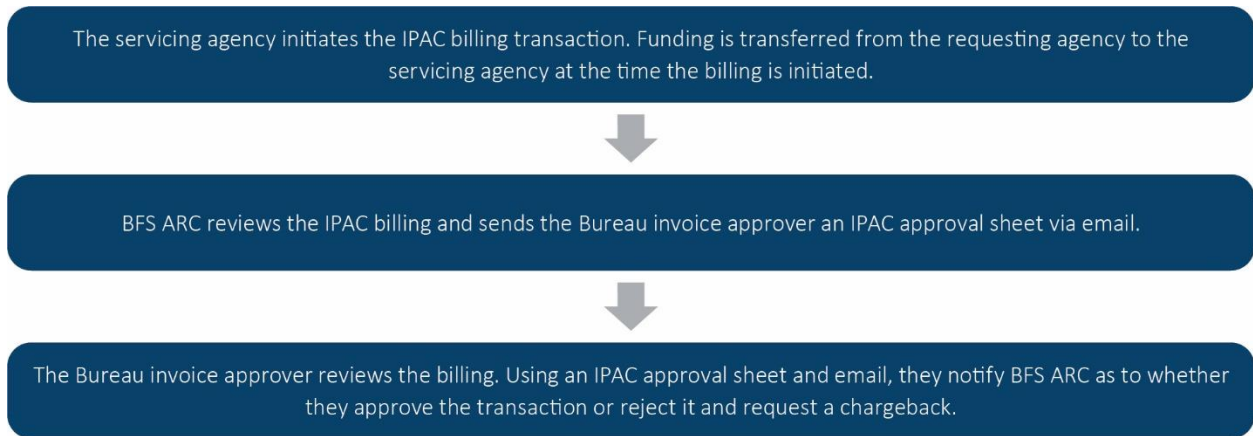 The servicing agency initiates the IPAC billing transaction. Funding is transferred from the requesting agency to the
servicing agency at the time the billing is initiated.
BFS ARC reviews the IPAC billing and sends the Bureau invoice approver an IPAC approval sheet via email.
The Bureau invoice approver reviews the billing. Using an IPAC approval sheet and email, they notify BFS ARC as to whether
they approve the transaction or reject it and request a chargeback.